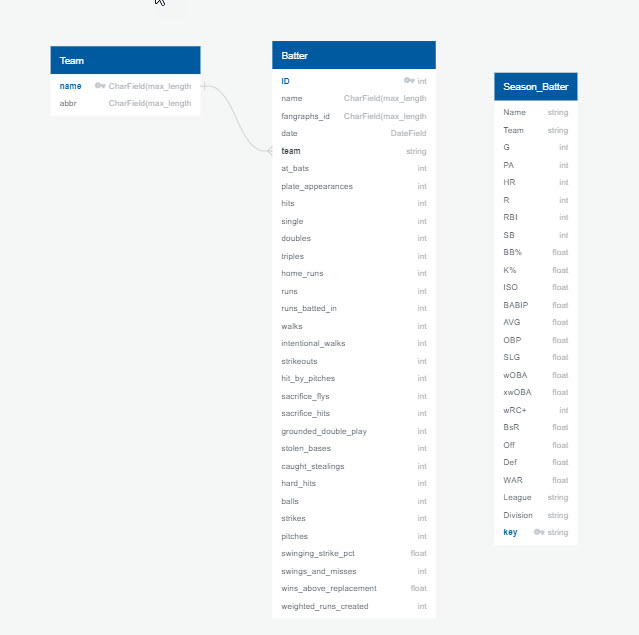 Team
name CharField(max_length
abbr CharField(max_length
Batter
ID int
name CharField(max_length
fangraphs_id CharField(max_length
date DateField
team string
at_bats int
plate_appearances int
hits int
single int
doubles int
triples int
home_runs int
runs int
runs_batted_in int
walks int
intentional_walks int
strikeouts int
hit_by_pitches int
sacrifice_flys int
sacrifice_hits int
grounded_double_play int
stolen_bases int
caught_stealings int
hard_hits int
balls int
strikes int
pitches int
swinging_strike_pct float
swings_and_misses int
wins_above_replacement float
weighted_runs_created int
Season_Batter
Name string
Team string
G int
PA int
HR int
R int
RBI int
SB int
BB% float
K% float
ISO float
BABIP float
AVG float
OBP float
SLG float
wOBA float
xwOBA float
wRC+ int
BsR float
Off float
Def float
WAR float
League string
Division string
key string